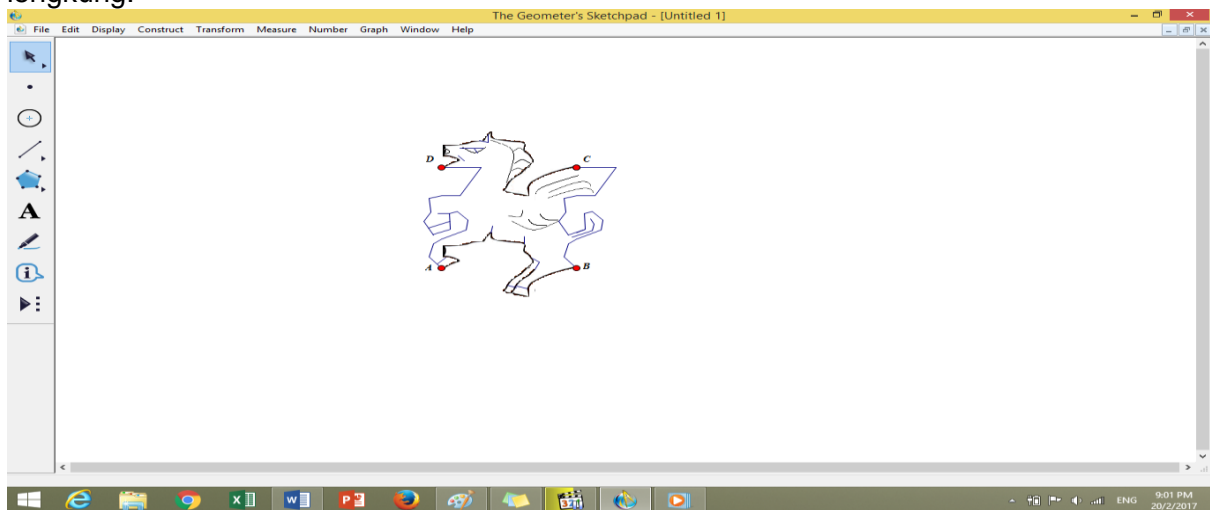 lengkung.
The Geometer's Sketchpad - [Untitled 1]
File Edit Display Construct Transform Measure Number Graph Window Help
D
C
A
A
B
ENG
9:01 PM
20/2/2017